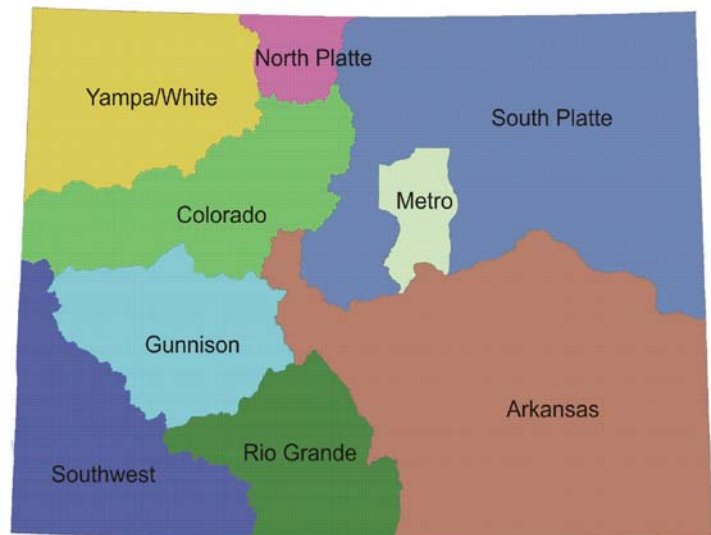 North Platte
Yampa/White
South Platte
Metro
Colorado
Gunnison
Arkansas
Rio Grande
Southwest